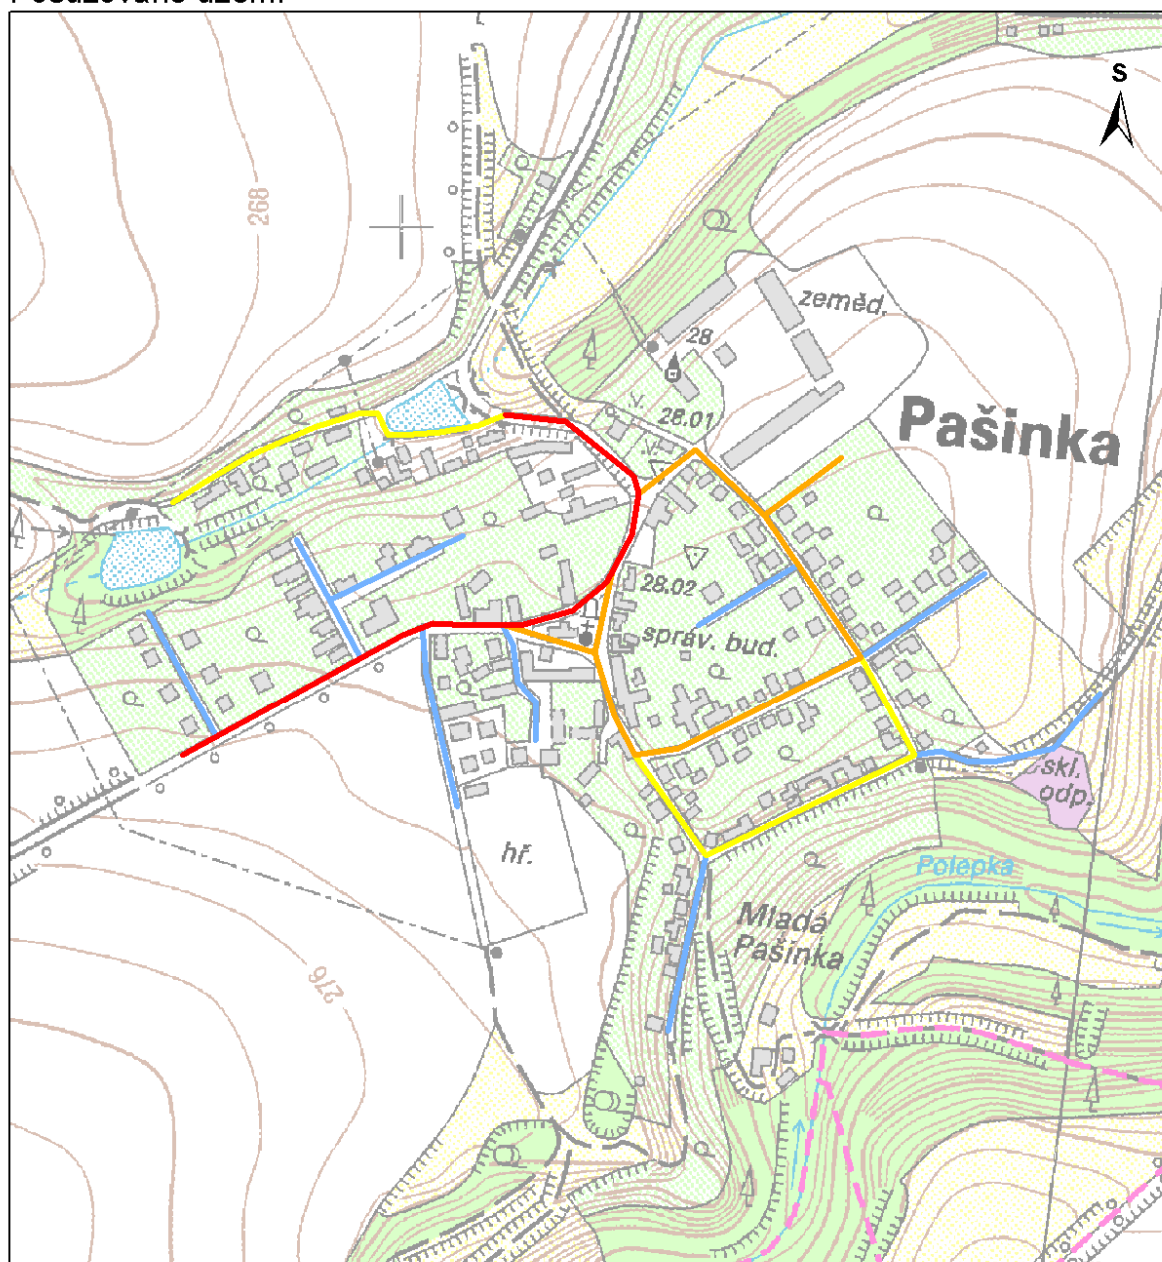 S
268
zeměd.
28
28.01
Pašinka
28.02
správ. bud.
skl.
odp.
hř.
Polepka
Mladá
Pašinka
276